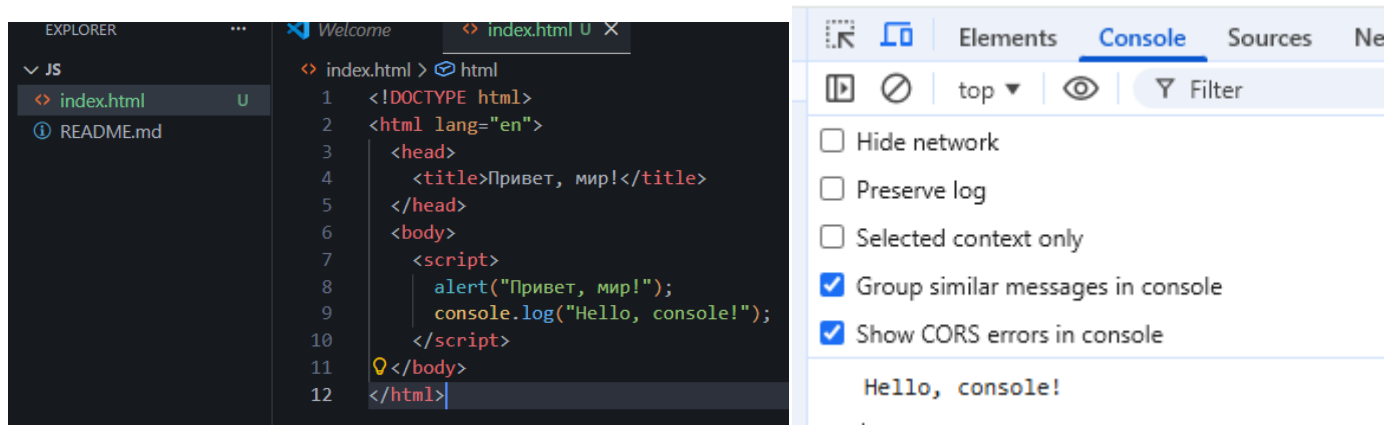 EXPLORER ...
JS
index.html U
README.md
Welcome index.html U
index.html > html
1 <!DOCTYPE html>
2 <html lang="en">
3 <head>
4 <title>Привет, мир!</title>
5 </head>
6 <body>
7 <script>
8 alert("Привет, мир!");
9 console.log("Hello, console!");
10 </script>
11 </body>
12 </html>
Elements Console Sources Ne
top Filter
Hide network
Preserve log
Selected context only
Group similar messages in console
Show CORS errors in console
Hello, console!